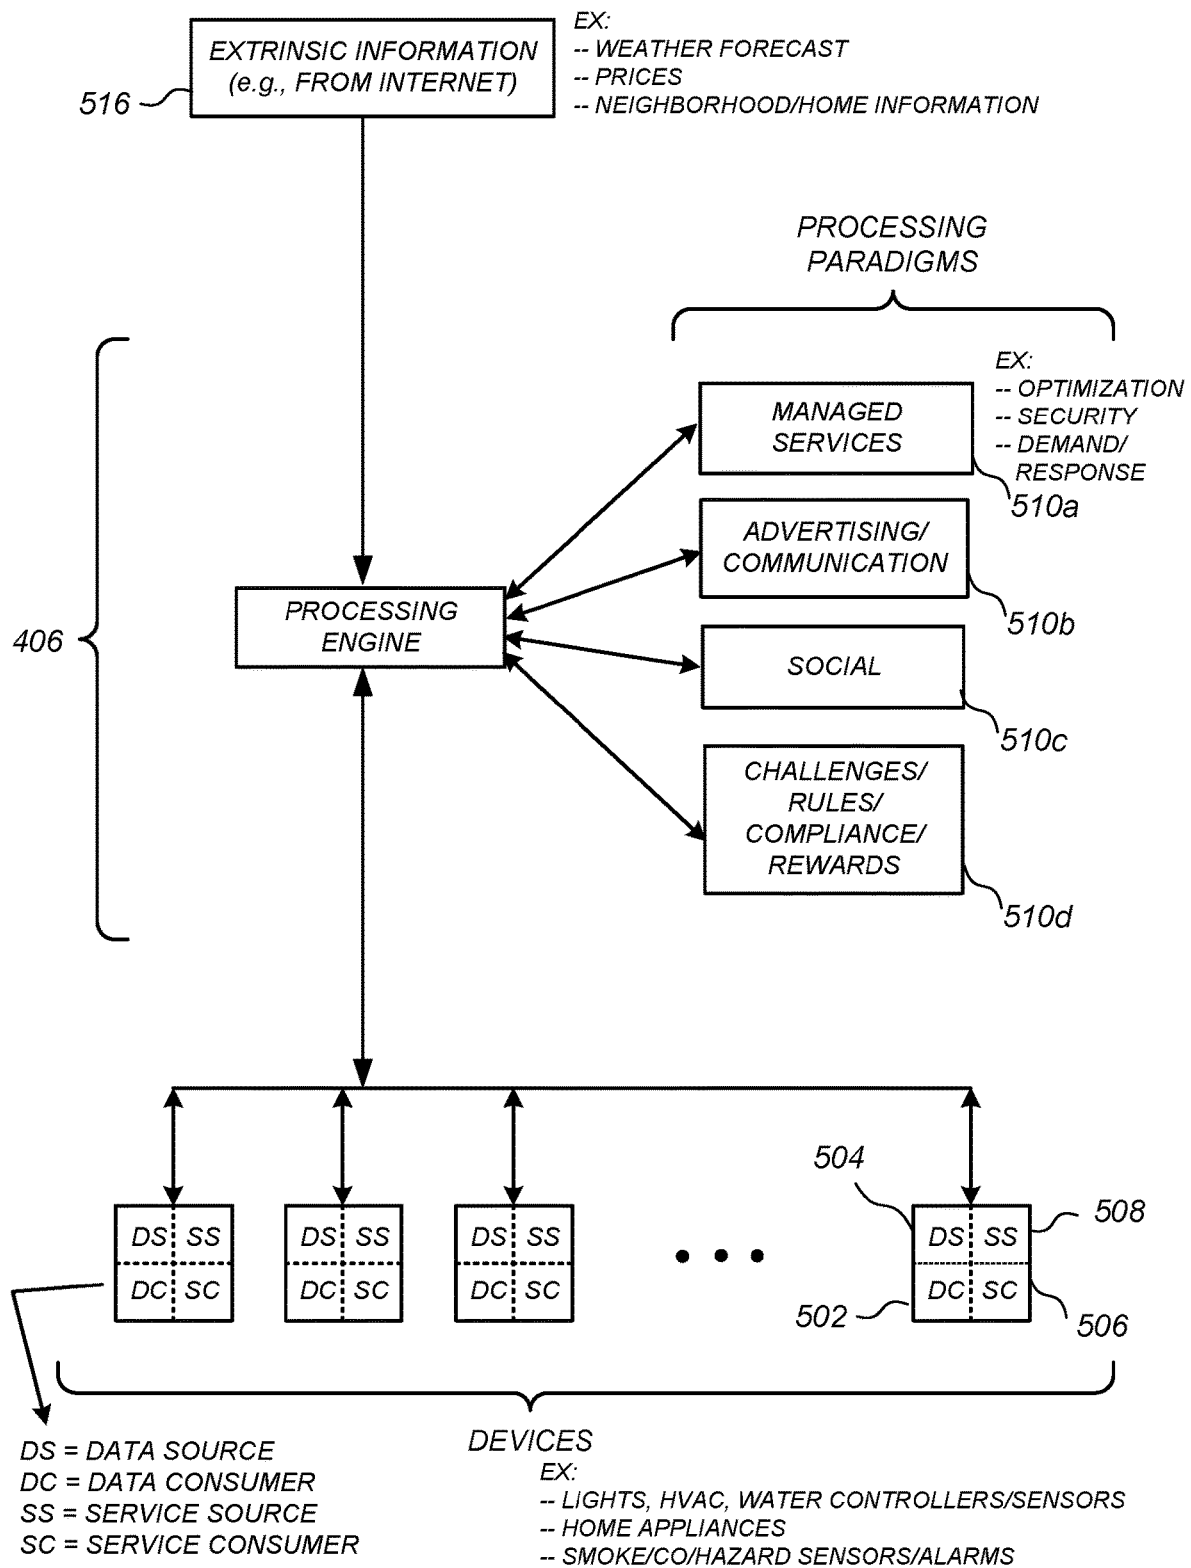 EXTRINSIC INFORMATION
(e.g., FROM INTERNET)
516
EX:
-- WEATHER FORECAST
-- PRICES
-- NEIGHBORHOOD/HOME INFORMATION
PROCESSING
PARADIGMS
406
PROCESSING
ENGINE
MANAGED
SERVICES
EX:
-- OPTIMIZATION
-- SECURITY
-- DEMAND/
RESPONSE
510a
ADVERTISING/
COMMUNICATION
510b
SOCIAL
510c
CHALLENGES/
RULES/
COMPLIANCE/
REWARDS
510d
DS SS
DC SC
DS SS
DC SC
DS SS
DC SC
504
508
DS SS
DC SC
502
506
DS = DATA SOURCE
DC = DATA CONSUMER
SS = SERVICE SOURCE
SC = SERVICE CONSUMER
DEVICES
EX:
-- LIGHTS, HVAC, WATER CONTROLLERS/SENSORS
-- HOME APPLIANCES
-- SMOKE/CO/HAZARD SENSORS/ALARMS